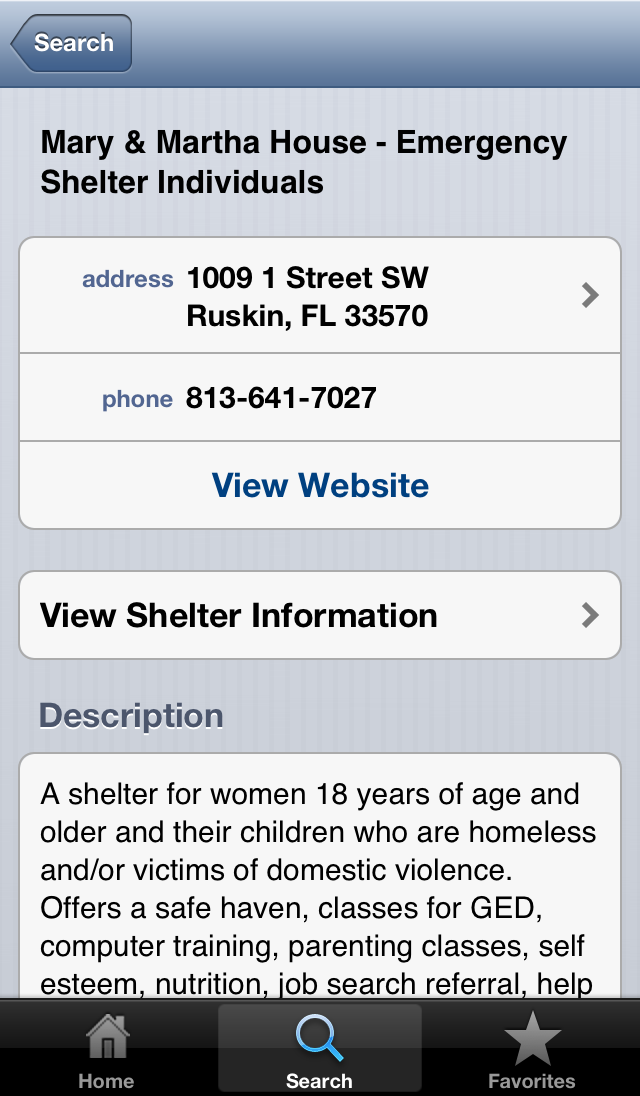 Search
Mary & Martha House - Emergency
Shelter Individuals
address 1009 1 Street SW
Ruskin, FL 33570
phone 813-641-7027
View Website
View Shelter Information
Description
A shelter for women 18 years of age and
older and their children who are homeless
and/or victims of domestic violence.
Offers a safe haven, classes for GED,
computer training, parenting classes, self
esteem, nutrition, job search referral, help
Home Search Favorites